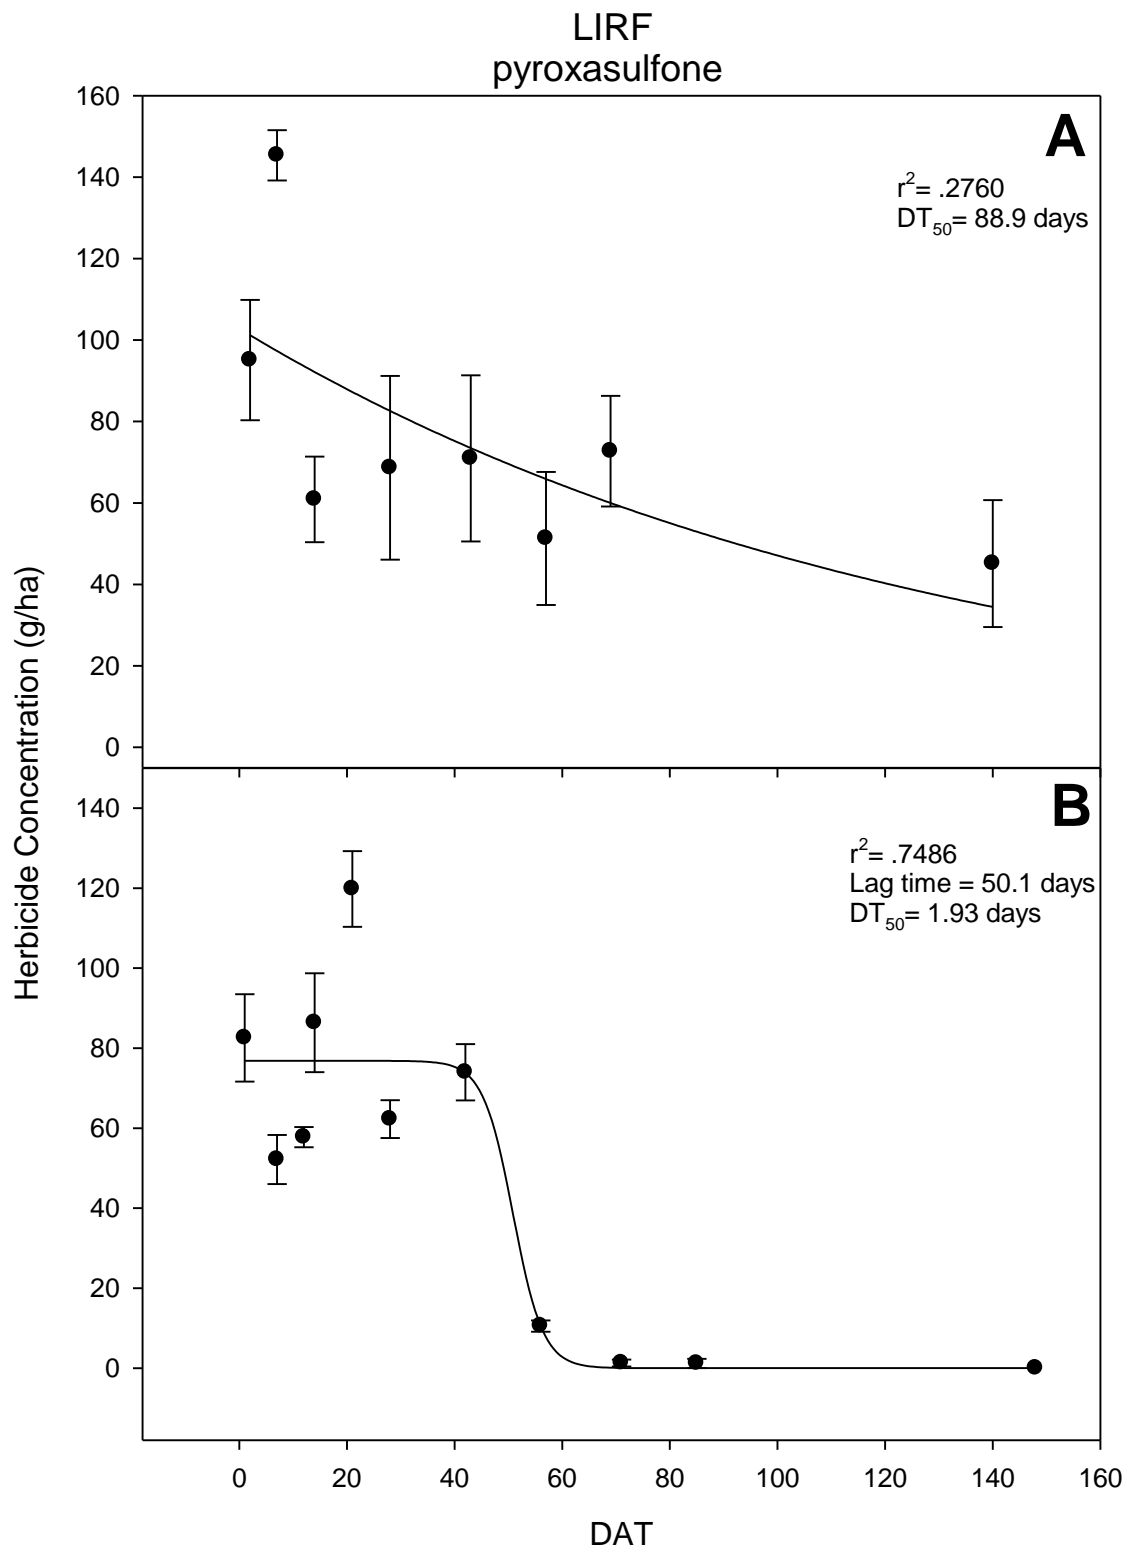 LIRF
pyroxasulfone
160
140
120
100
80
60
40
20
0
A
r²= .2760
DT₅₀= 88.9 days
Herbicide Concentration (g/ha)
140
120
100
80
60
40
20
0
B
r²= .7486
Lag time = 50.1 days
DT₅₀= 1.93 days
0 20 40 60 80 100 120 140 160
DAT